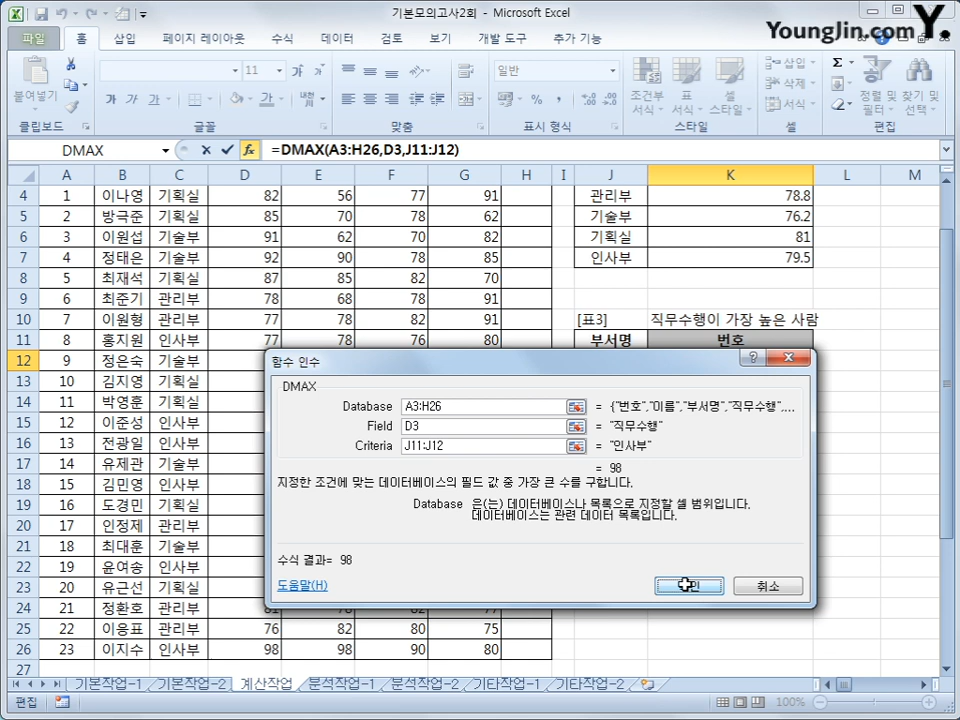 기본모의고사2회 - Microsoft Excel
Younglin.com Y.
파일 홈 삽입 페이지 레이아웃 수식 데이터 검토 보기 개발 도구 추가 기능
붙여넣기 11 가 가 가 일반 % 조건부 서식 표 서식 셀 스타일 삽입 삭제 서식 Σ 정렬 및 필터 찾기 및 선택
클립보드 글꼴 맞춤 표시 형식 스타일 셀 편집
DMAX fx =DMAX(A3:H26,D3,J11:J12)
A B C D E F G H I J K L M
4 1 이나영 기획실 82 56 77 91 관리부 78.8
5 2 방극준 기획실 85 70 78 62 기술부 76.2
6 3 이원섭 기술부 91 62 70 82 기획실 81
7 4 정태은 기술부 92 90 78 85 인사부 79.5
8 5 최재석 기획실 87 85 82 70
9 6 최준기 관리부 78 68 78 91
10 7 이원형 관리부 77 78 82 91 [표3] 직무수행이 가장 높은 사람
11 8 홍지원 인사부 77 78 76 80 부서명 번호
12 9 정은숙 기술부
13 10 김지영 기획실
14 11 박영훈 기획실
15 12 이준성 인사부
16 13 전광일 인사부
17 14 유제관 기술부
18 15 김민영 인사부
19 16 도경민 기획실
20 17 인정제 관리부
21 18 최대훈 기술부
22 19 윤여송 인사부
23 20 유근선 기획실
24 21 정환호 관리부
25 22 이응표 관리부 76 82 80 75
26 23 이지수 인사부 98 98 90 80
27
함수 인수
DMAX
Database A3:H26 = {"번호","이름","부서명","직무수행",...
Field D3 = "직무수행"
Criteria J11:J12 = "인사부"
= 98
지정한 조건에 맞는 데이터베이스의 필드 값 중 가장 큰 수를 구합니다.
Database 은(는) 데이터베이스나 목록으로 지정할 셀 범위입니다.
데이터베이스는 관련 데이터 목록입니다.
수식 결과= 98
도움말(H) 취소
기본작업-1 기본작업-2 계산작업 분석작업-1 분석작업-2 기타작업-1 기타작업-2
편집 100%